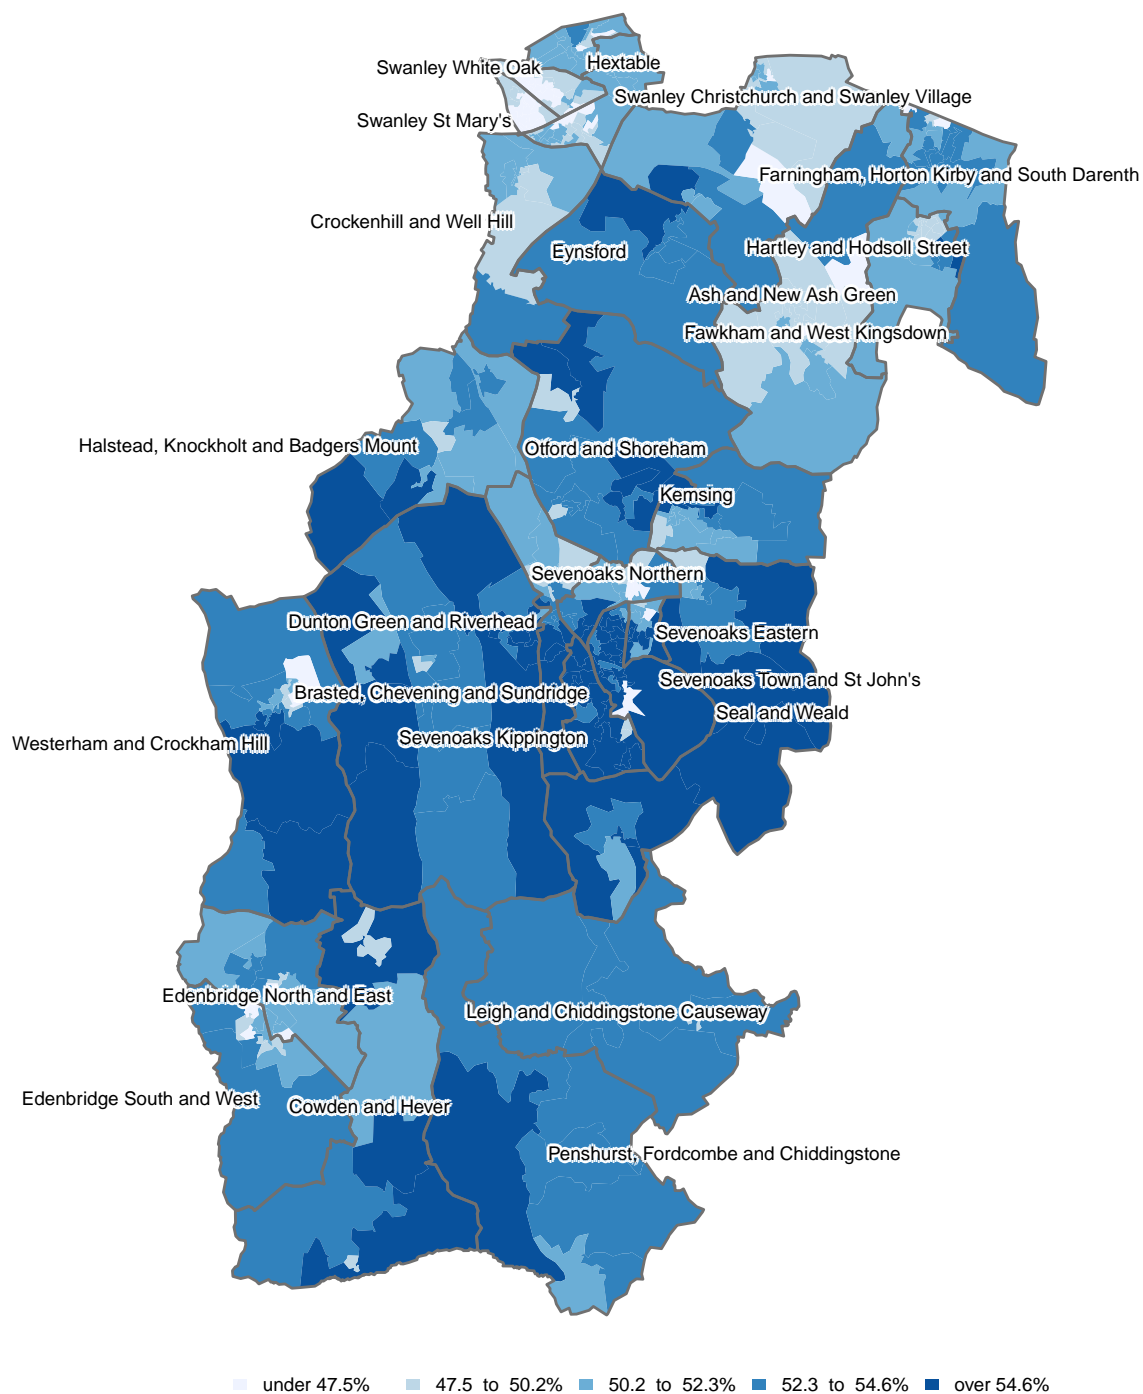 Hextable
Swanley White Oak
Swanley Christchurch and Swanley Village
Swanley St Mary's
Farningham, Horton Kirby and South Darenth
Crockenhill and Well Hill
Hartley and Hodsoll Street
Eynsford
Ash and New Ash Green
Fawkham and West Kingsdown
Halstead, Knockholt and Badgers Mount
Otford and Shoreham
Kemsing
Sevenoaks Northern
Dunton Green and Riverhead
Sevenoaks Eastern
Sevenoaks Town and St John's
Brasted, Chevening and Sundridge
Seal and Weald
Sevenoaks Kippington
Westerham and Crockham Hill
Edenbridge North and East
Leigh and Chiddingstone Causeway
Edenbridge South and West
Cowden and Hever
Penshurst, Fordcombe and Chiddingstone
under 47.5% 47.5 to 50.2% 50.2 to 52.3% 52.3 to 54.6% over 54.6%